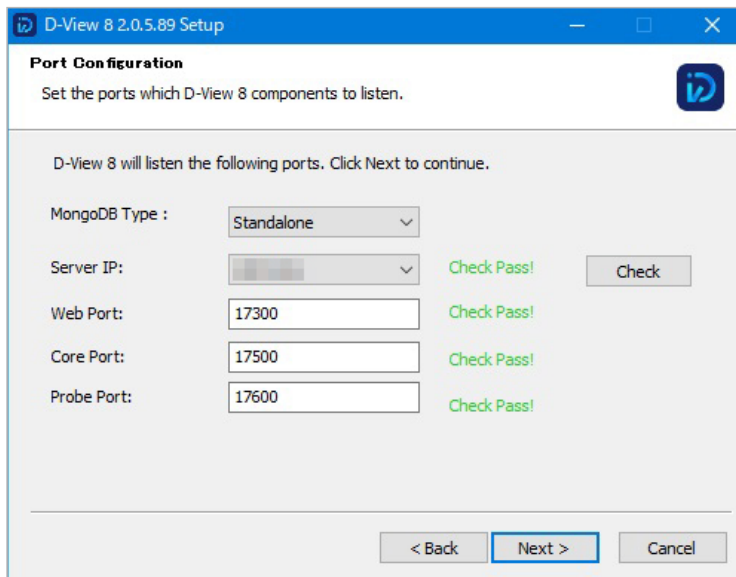 D-View 8 2.0.5.89 Setup
Port Configuration
Set the ports which D-View 8 components to listen.
D-View 8 will listen the following ports. Click Next to continue.
MongoDB Type : Standalone
Server IP: Check Pass! Check
Web Port: 17300 Check Pass!
Core Port: 17500 Check Pass!
Probe Port: 17600 Check Pass!
< Back Next > Cancel